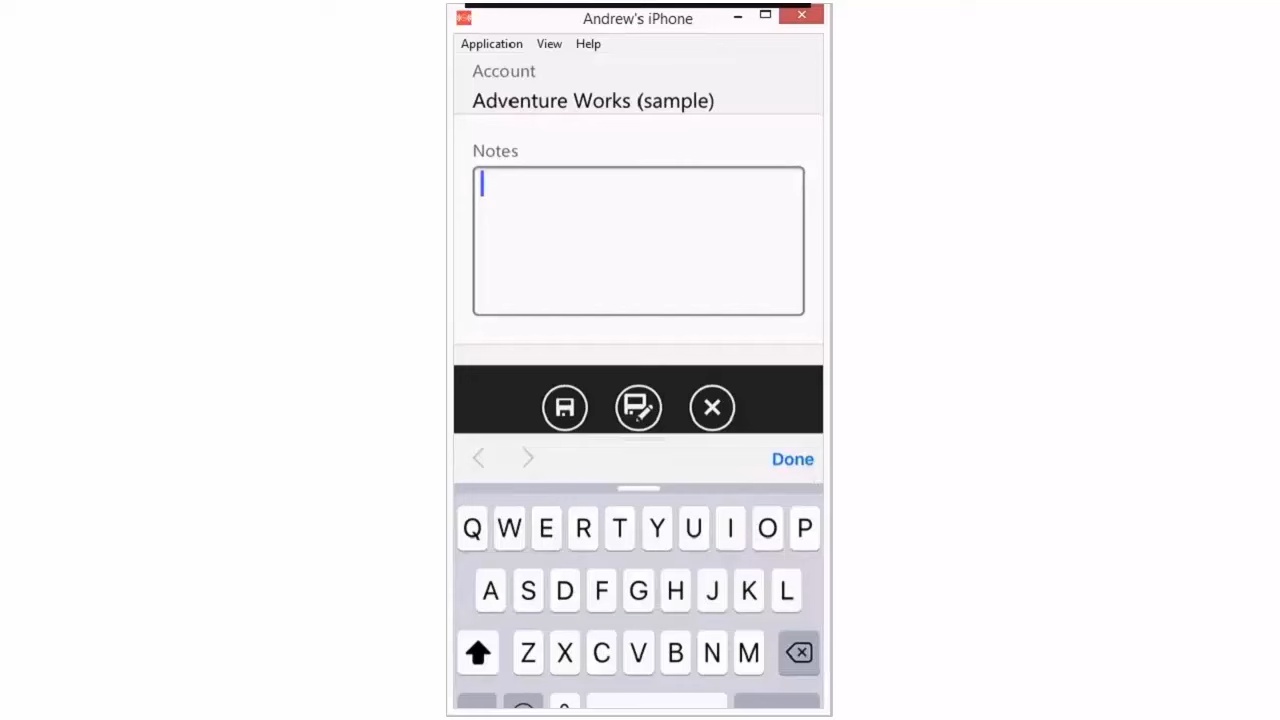 Andrew's iPhone
Application View Help
Account
Adventure Works (sample)
Notes
Done
Q W E R T Y U I O P
A S D F G H J K L
Z X C V B N M